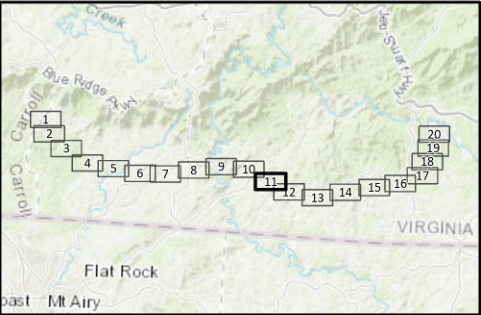 Creek
Jeb Stuart Hwy
Blue Ridge Pkwy
Carroll
Carroll
1
2
3
4
5
6
7
8
9
10
11
12
13
14
15
16
17
18
19
20
VIRGINIA
Flat Rock
oast
Mt Airy